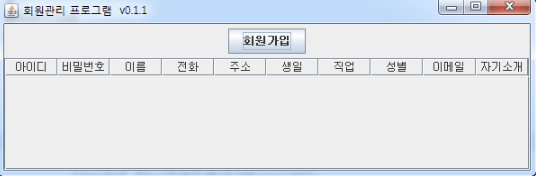 회원관리 프로그램 v0.1.1
회원가입
아이디 비밀번호 이름 전화 주소 생일 직업 성별 이메일 자기소개